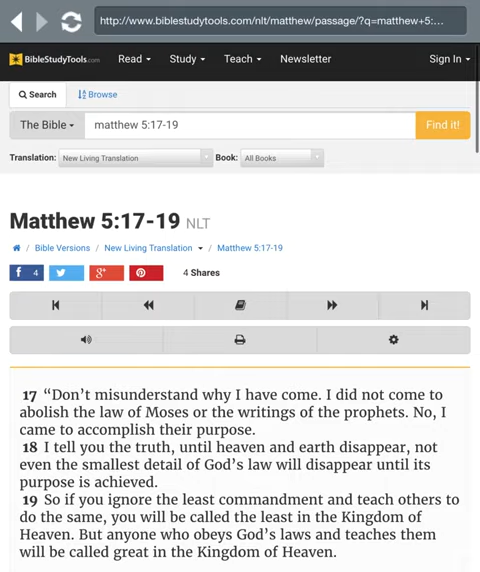 http://www.biblestudytools.com/nlt/matthew/passage/?q=matthew+5:...
BibleStudyTools.com Read Study Teach Newsletter Sign In
Search Browse
The Bible matthew 5:17-19 Find it!
Translation: New Living Translation Book: All Books
Matthew 5:17-19 NLT
/ Bible Versions / New Living Translation / Matthew 5:17-19
f 4 g+ 4 Shares
17 “Don’t misunderstand why I have come. I did not come to
abolish the law of Moses or the writings of the prophets. No, I
came to accomplish their purpose.
18 I tell you the truth, until heaven and earth disappear, not
even the smallest detail of God’s law will disappear until its
purpose is achieved.
19 So if you ignore the least commandment and teach others to
do the same, you will be called the least in the Kingdom of
Heaven. But anyone who obeys God’s laws and teaches them
will be called great in the Kingdom of Heaven.